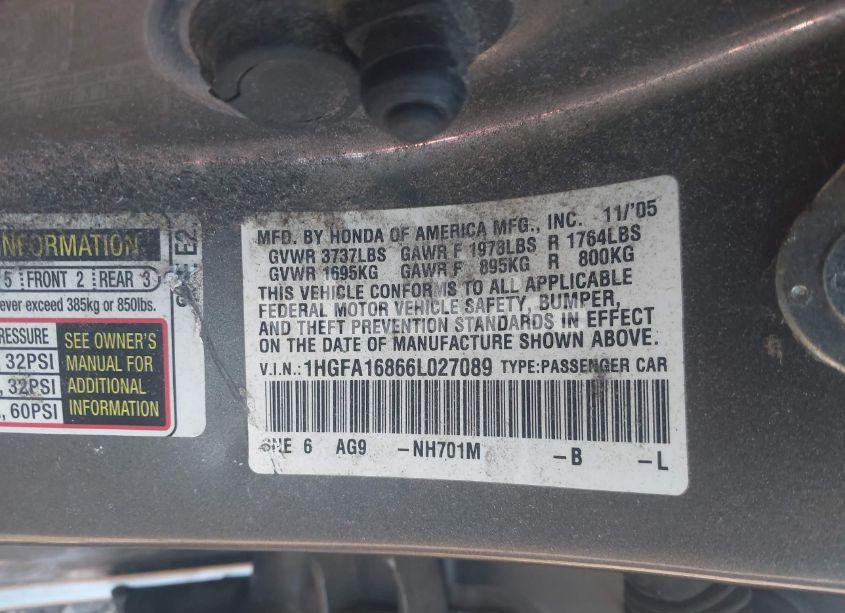 INFORMATION
5 FRONT 2 REAR 3
ever exceed 385kg or 850lbs.
RESSURE
, 32PSI
, 32PSI
, 60PSI
SEE OWNER'S
MANUAL FOR
ADDITIONAL
INFORMATION
E2
MFD. BY HONDA OF AMERICA MFG., INC. 11/'05
GVWR 3737LBS GAWR F 1973LBS R 1764LBS
GVWR 1695KG GAWR F 895KG R 800KG
THIS VEHICLE CONFORMS TO ALL APPLICABLE
FEDERAL MOTOR VEHICLE SAFETY, BUMPER,
AND THEFT PREVENTION STANDARDS IN EFFECT
ON THE DATE OF MANUFACTURE SHOWN ABOVE.
V.I.N.: 1HGFA16866L027089 TYPE:PASSENGER CAR
6 AG9 -NH701M -B -L